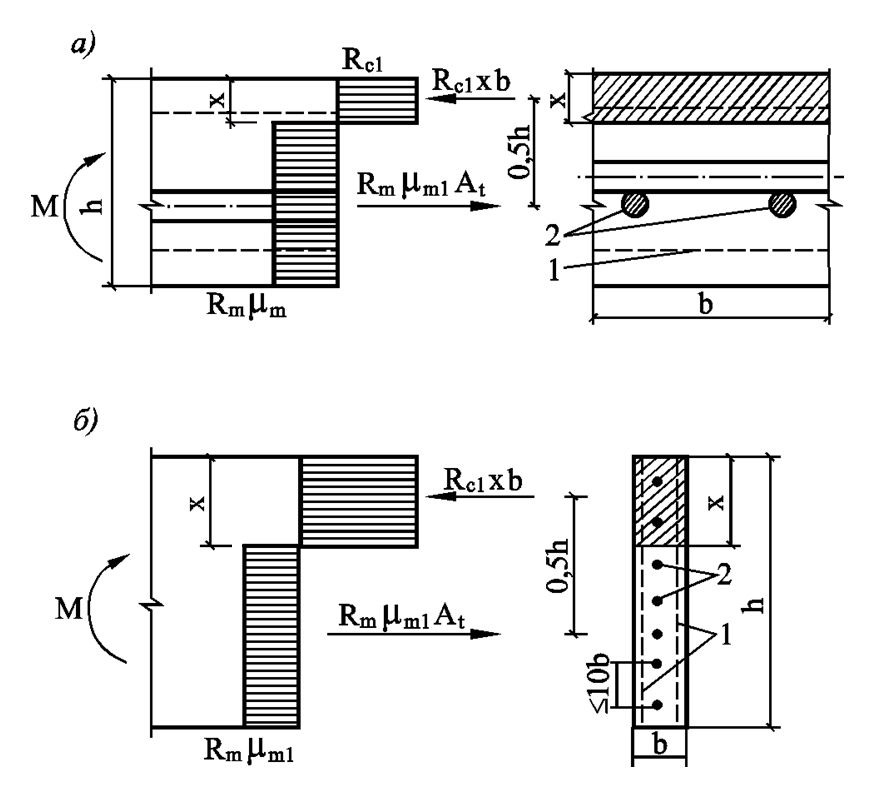 а)
R_c1
R_c1 x b
x
x
0,5h
M
h
R_m μ_m1 A_t
2
1
R_m μ_m
b
б)
R_c1 x b
x
x
0,5h
2
M
h
R_m μ_m1 A_t
1
≤10b
R_m μ_m1
b